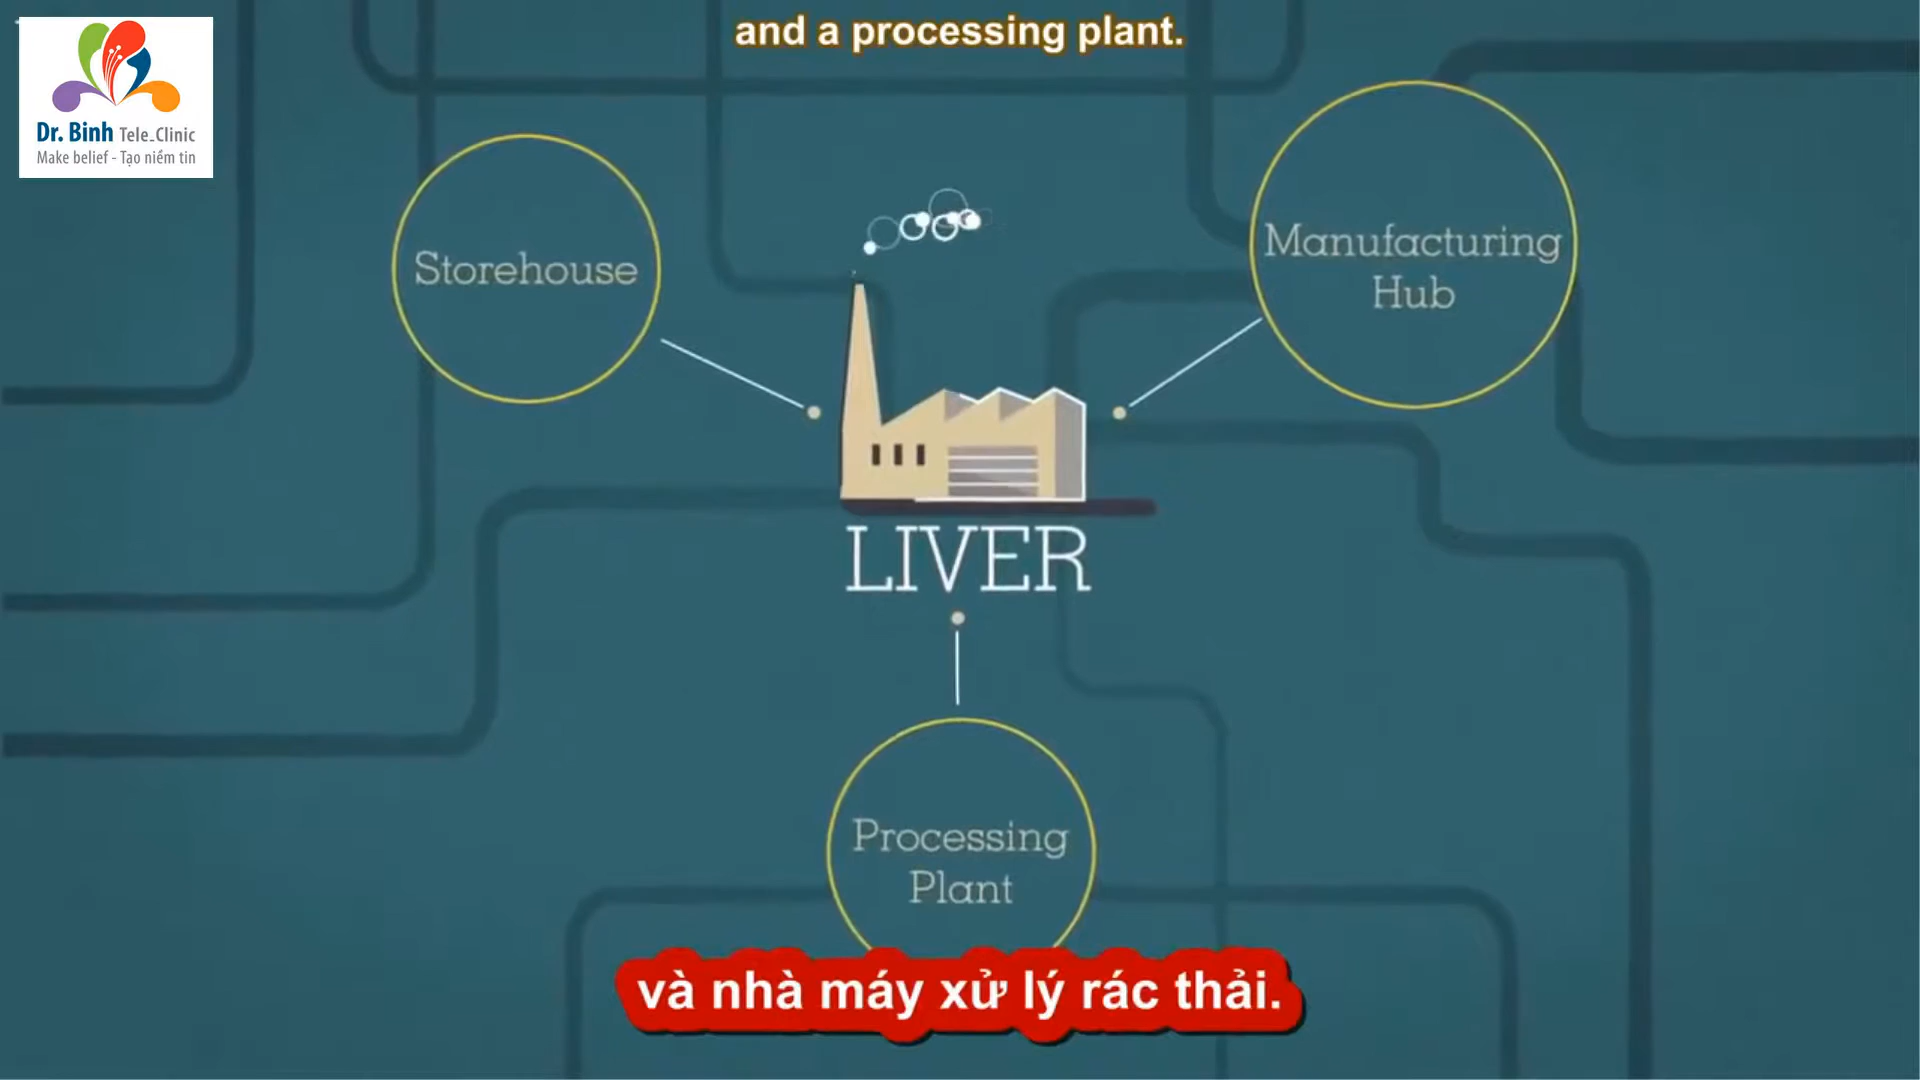 and a processing plant.
Dr. Binh Tele_Clinic
Make belief - Tạo niềm tin
Storehouse
Manufacturing
Hub
LIVER
Processing
Plant
và nhà máy xử lý rác thải.